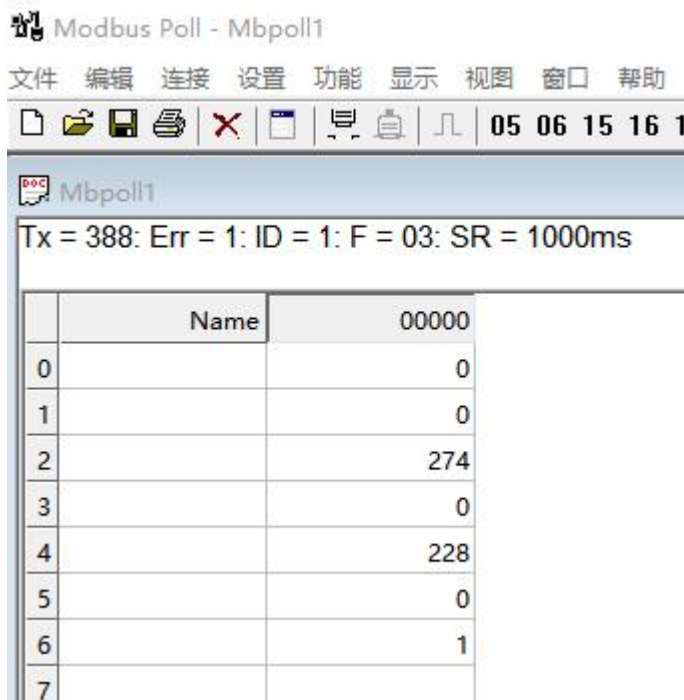 Modbus Poll - Mbpoll1
文件 编辑 连接 设置 功能 显示 视图 窗口 帮助
05 06 15 16
Mbpoll1
Tx = 388: Err = 1: ID = 1: F = 03: SR = 1000ms
Name 00000
0 0
1 0
2 274
3 0
4 228
5 0
6 1
7